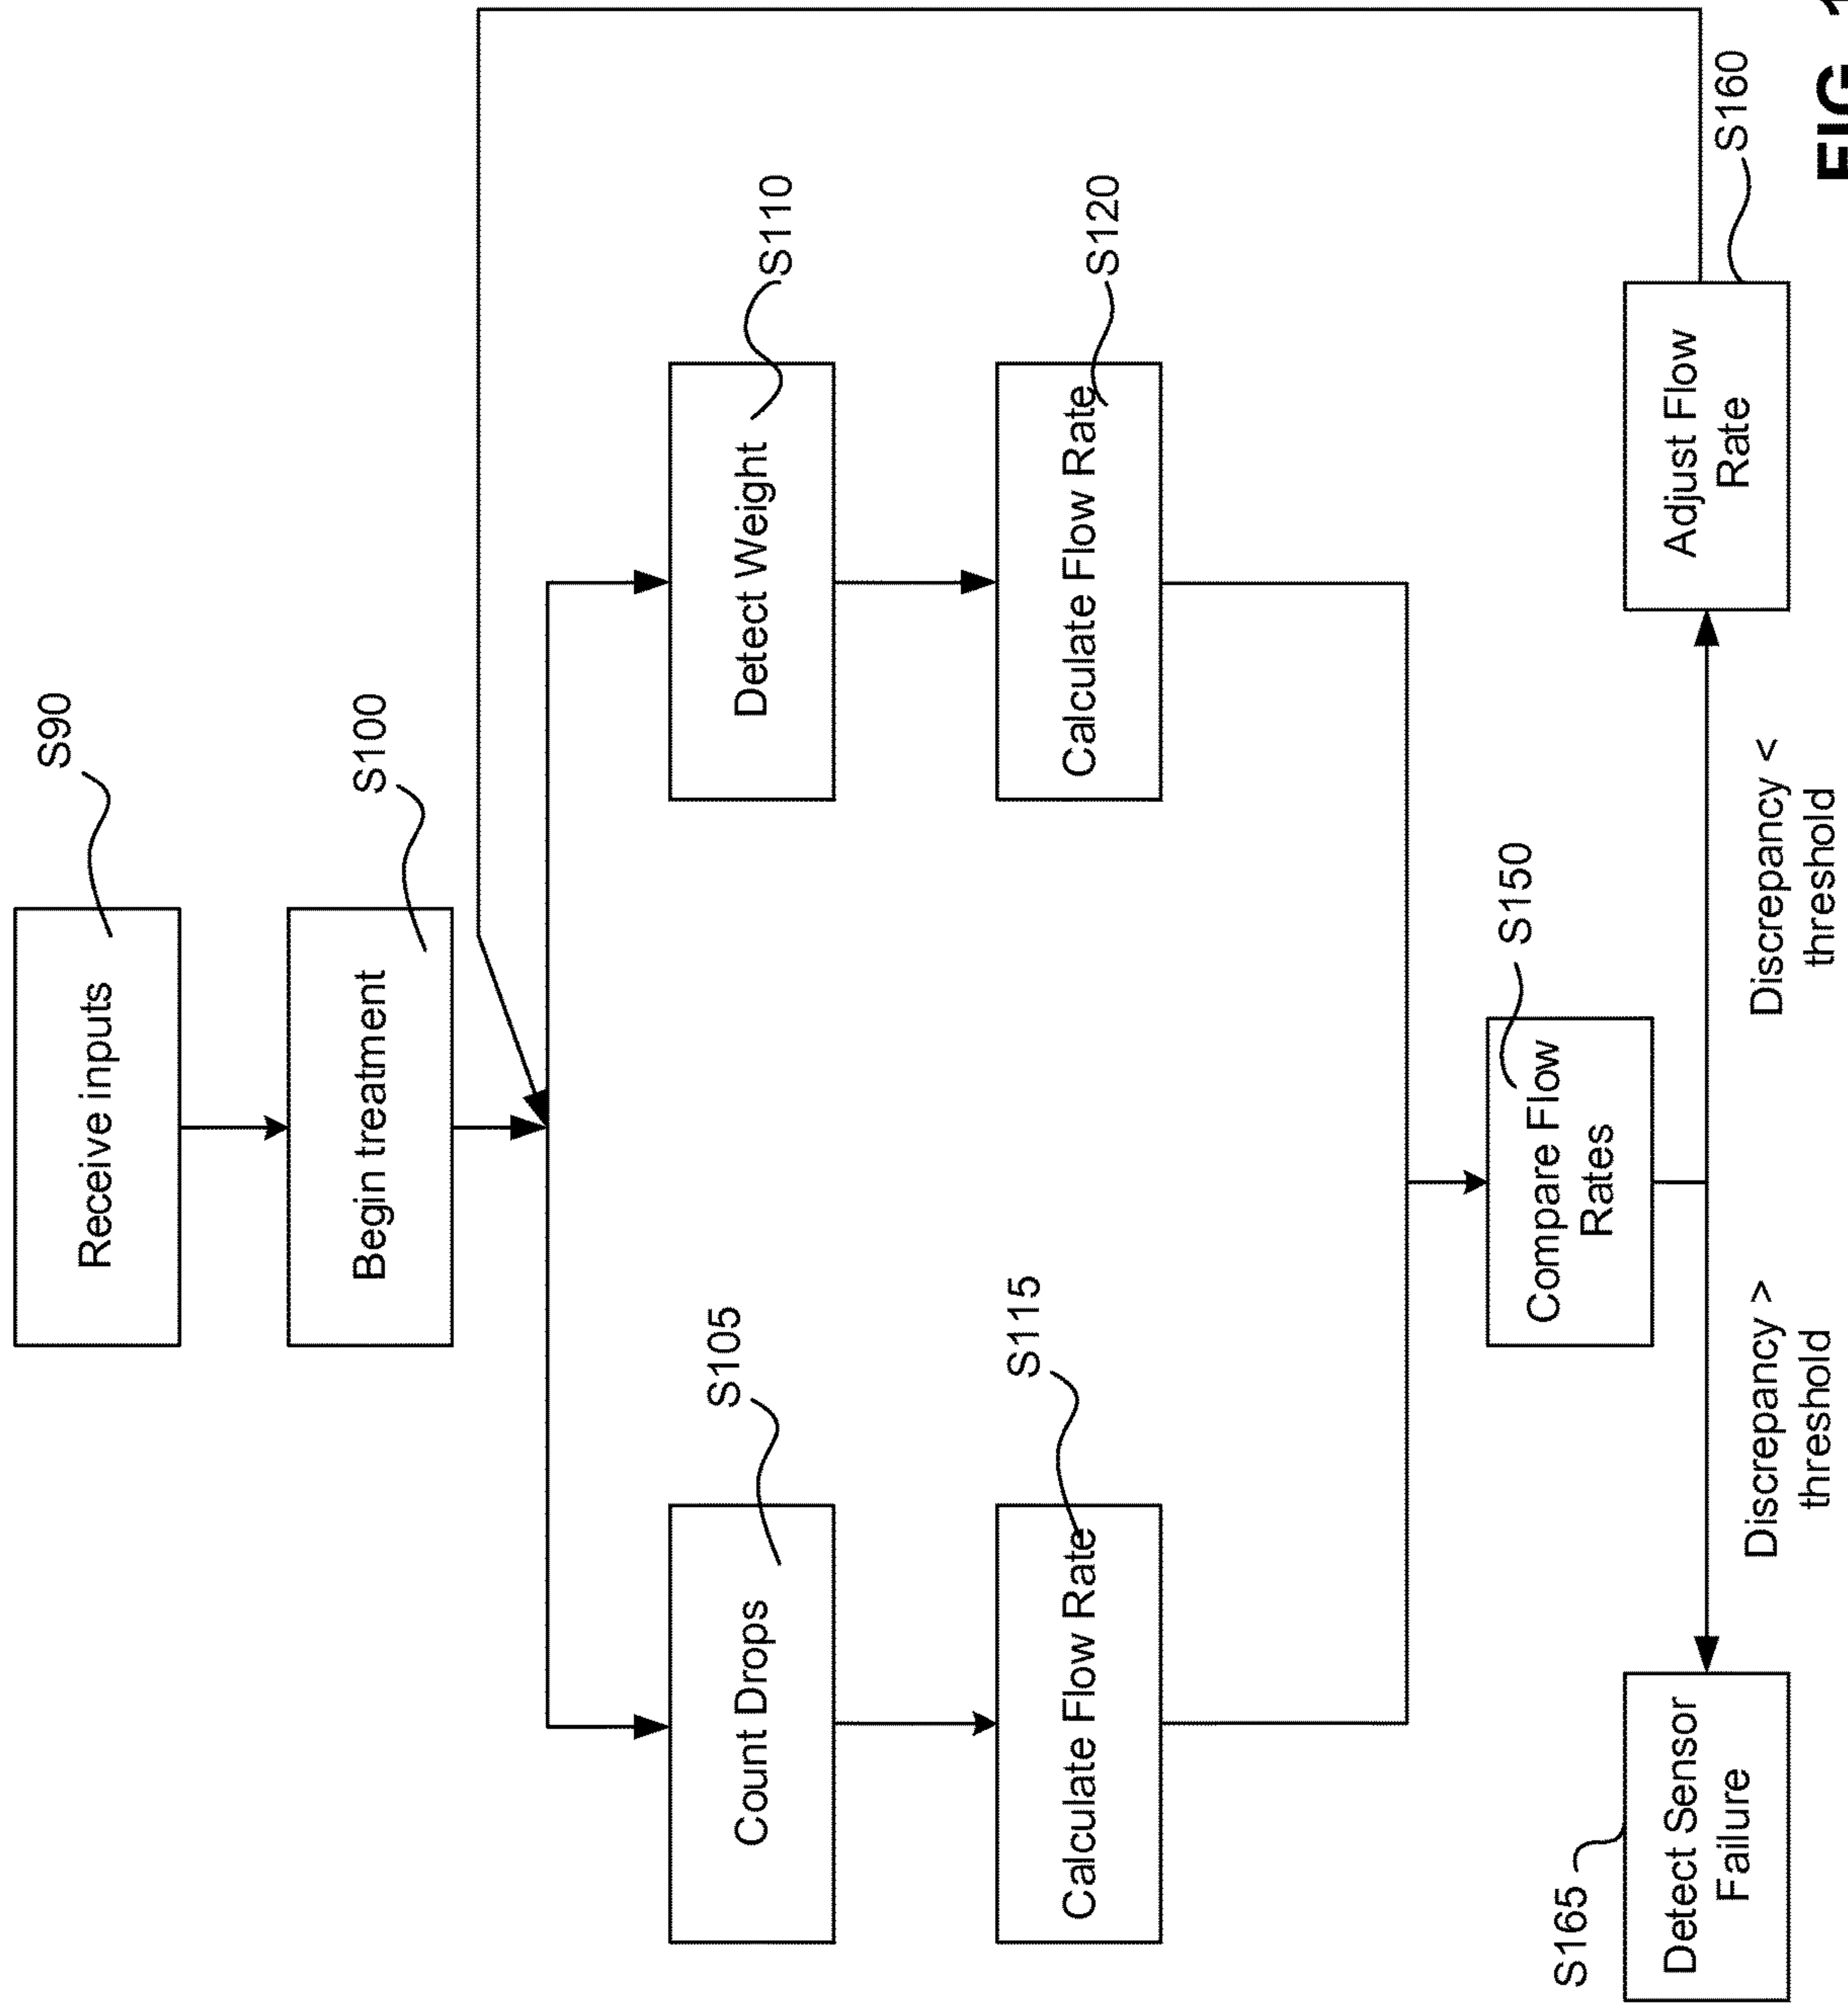 Receive inputs
S90
Begin treatment
S100
Count Drops
S105
Detect Weight
S110
Calculate Flow Rate
S115
Calculate Flow Rate
S120
Compare Flow
Rates
S150
Discrepancy >
threshold
Discrepancy <
threshold
S165
Detect Sensor
Failure
Adjust Flow
Rate
S160
FIG.